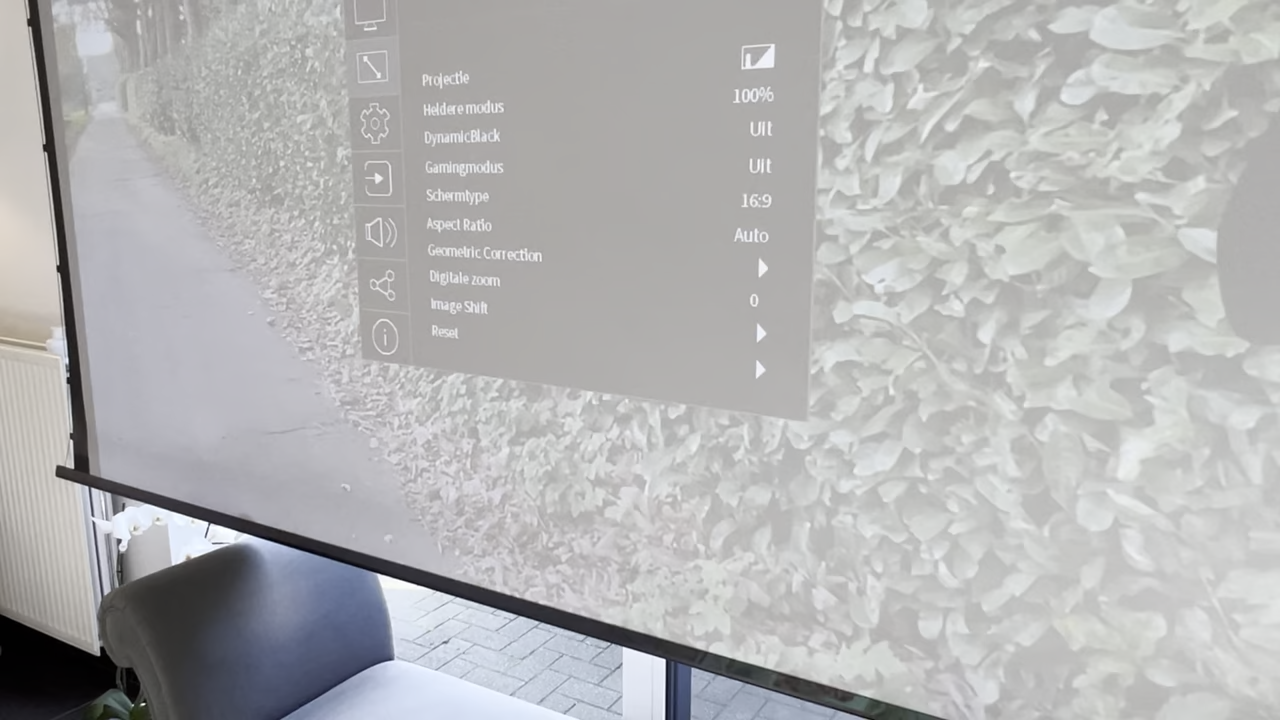 Projectie
Heldere modus 100%
DynamicBlack Uit
Gamingmodus Uit
Schermtype 16:9
Aspect Ratio Auto
Geometric Correction
Digitale zoom 0
Image Shift
Reset